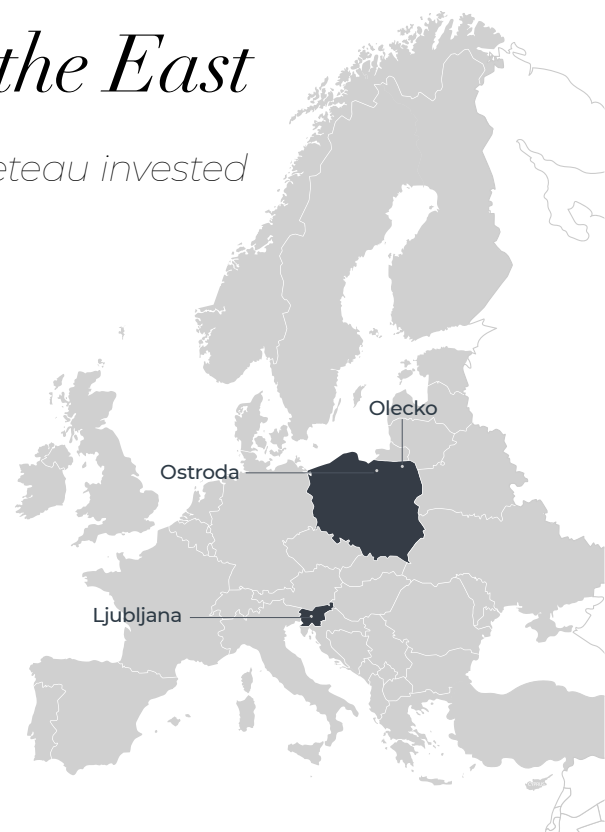 the East
eteau invested
Olecko
Ostroda
Ljubljana